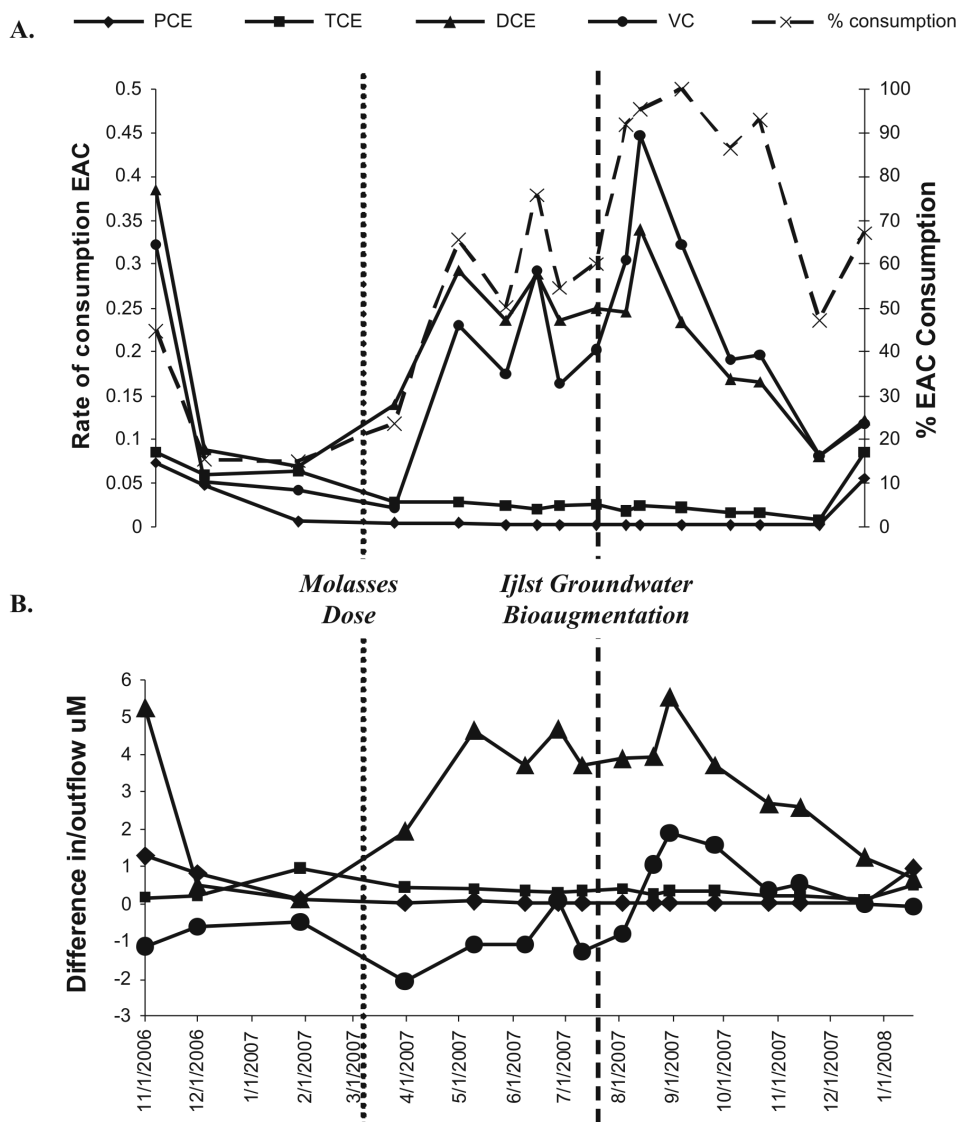 PCE TCE DCE VC % consumption
A.
0.5 100
0.45 90
0.4 80
0.35 70
0.3 60
0.25 50
0.2 40
0.15 30
0.1 20
0.05 10
0 0
Rate of consumption EAC
% EAC Consumption
Molasses Ijlst Groundwater
Dose Bioaugmentation
B.
6
5
4
3
2
1
0
-1
-2
-3
Difference in/outflow uM
11/1/2006 12/1/2006 1/1/2007 2/1/2007 3/1/2007 4/1/2007 5/1/2007 6/1/2007 7/1/2007 8/1/2007 9/1/2007 10/1/2007 11/1/2007 12/1/2007 1/1/2008